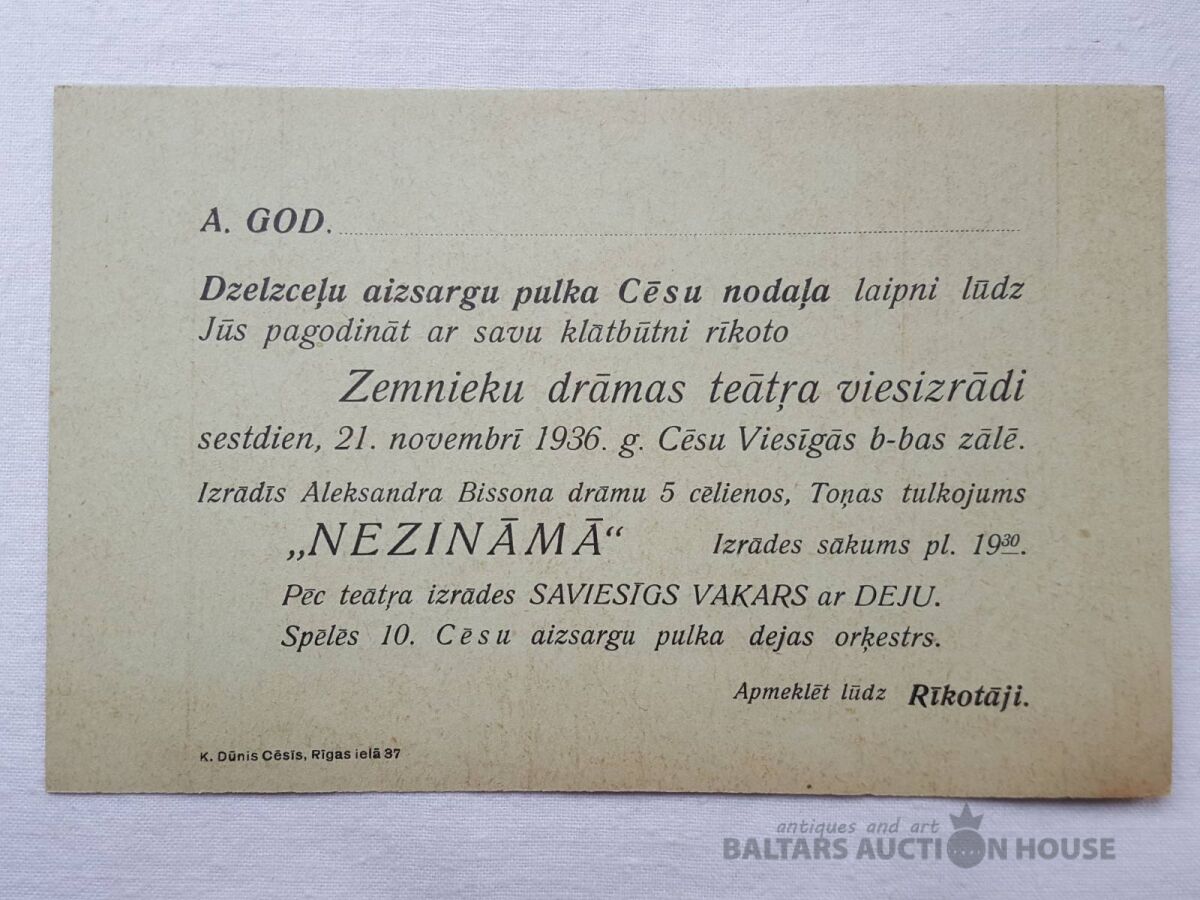 A. GOD.
Dzelzceļu aizsargu pulka Cēsu nodaļa laipni lūdz
Jūs pagodināt ar savu klātbūtni rīkoto
Zemnieku drāmas teātŗa viesizrādi
sestdien, 21. novembrī 1936. g. Cēsu Viesīgās b-bas zālē.
Izrādīs Aleksandra Bissona drāmu 5 cēlienos, Toņas tulkojums
„NEZINĀMĀ“ Izrādes sākums pl. 19³⁰.
Pēc teātŗa izrādes SAVIESĪGS VAKARS ar DEJU.
Spēlēs 10. Cēsu aizsargu pulka dejas orķestrs.
Apmeklēt lūdz Rīkotāji.
K. Dūnis Cēsīs, Rīgas ielā 37
antiques and art
BALTARS AUCTION HOUSE